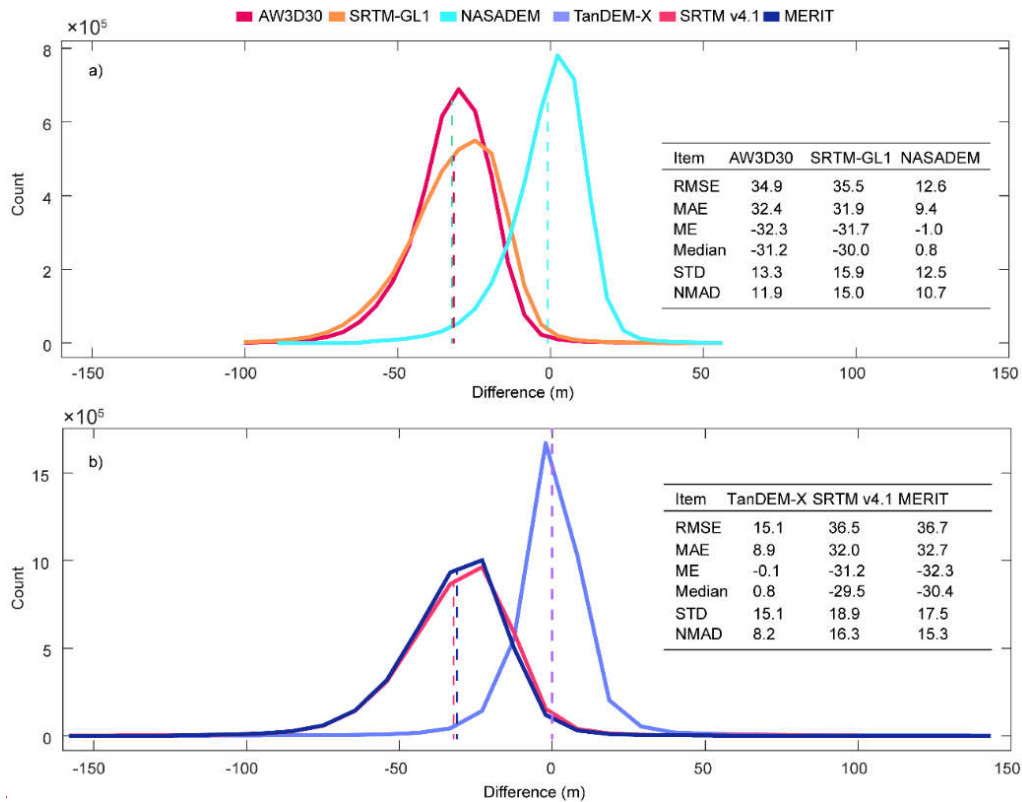 AW3D30 SRTM-GL1 NASADEM TanDEM-X SRTM v4.1 MERIT
×10⁵
8
a)
6
4
2
0
Count
Item AW3D30 SRTM-GL1 NASADEM
RMSE 34.9 35.5 12.6
MAE 32.4 31.9 9.4
ME -32.3 -31.7 -1.0
Median -31.2 -30.0 0.8
STD 13.3 15.9 12.5
NMAD 11.9 15.0 10.7
-150 -100 -50 0 50 100 150
Difference (m)
×10⁵
b)
15
10
5
0
Count
Item TanDEM-X SRTM v4.1 MERIT
RMSE 15.1 36.5 36.7
MAE 8.9 32.0 32.7
ME -0.1 -31.2 -32.3
Median 0.8 -29.5 -30.4
STD 15.1 18.9 17.5
NMAD 8.2 16.3 15.3
-150 -100 -50 0 50 100 150
Difference (m)